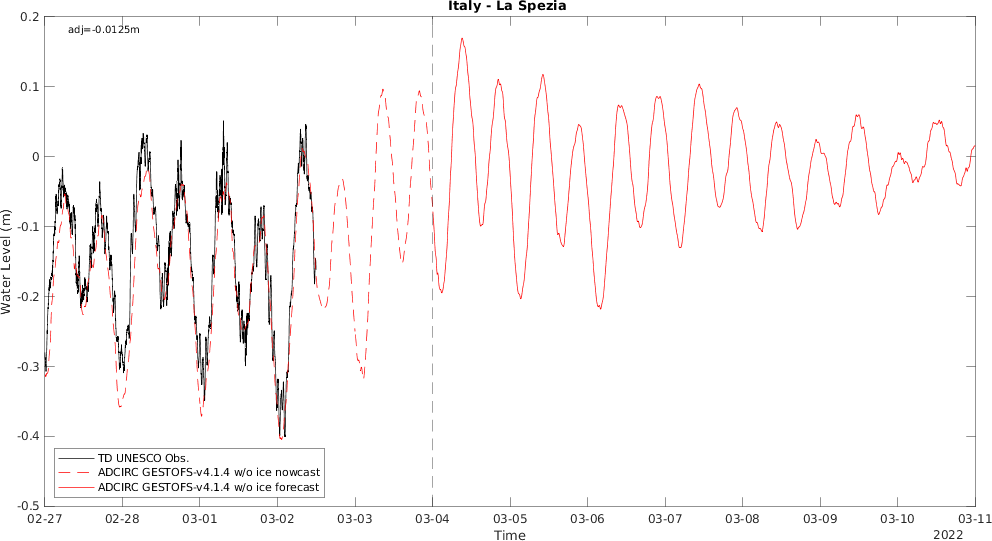 Italy - La Spezia
adj=-0.0125m
Water Level (m)
0.2
0.1
0
-0.1
-0.2
-0.3
-0.4
-0.5
TD UNESCO Obs.
ADCIRC GESTOFS-v4.1.4 w/o ice nowcast
ADCIRC GESTOFS-v4.1.4 w/o ice forecast
02-27 02-28 03-01 03-02 03-03 03-04 03-05 03-06 03-07 03-08 03-09 03-10 03-11
Time
2022